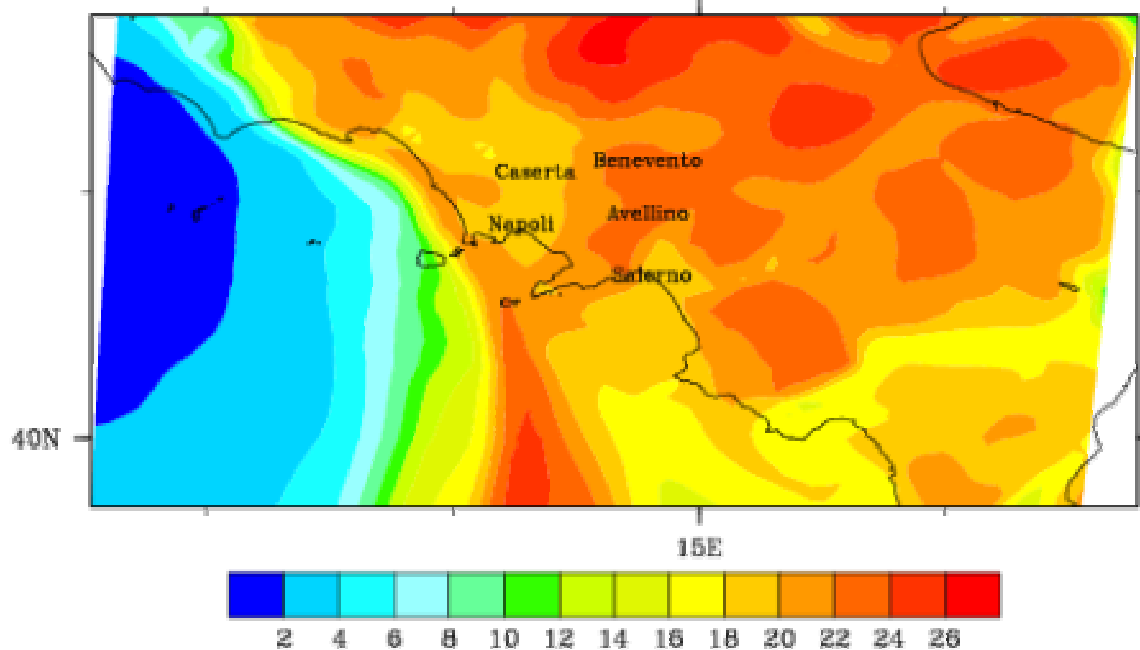 Caserta Benevento
Napoli Avellino
Salerno
40N
15E
2 4 6 8 10 12 14 16 18 20 22 24 26